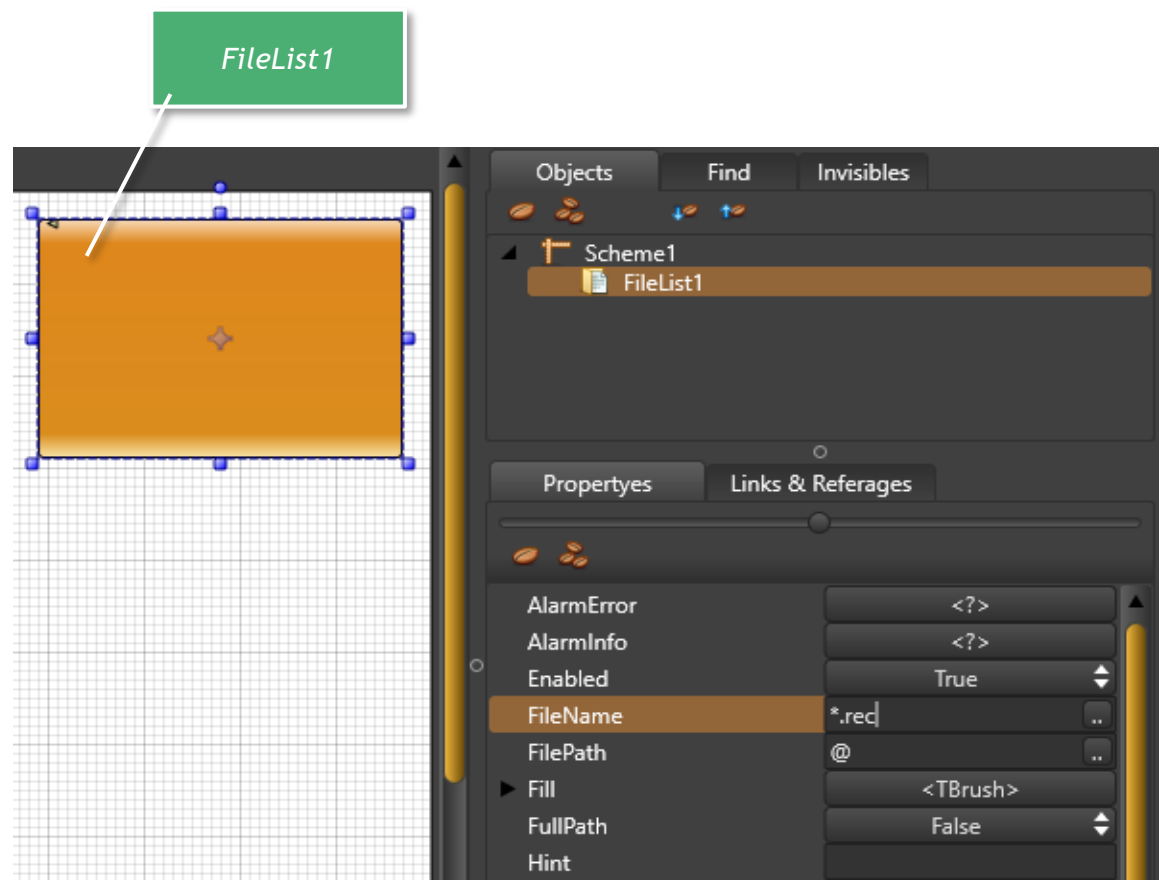 FileList1
Objects Find Invisibles
Scheme1
FileList1
Propertyes Links & Referages
AlarmError <?>
AlarmInfo <?>
Enabled True
FileName *.rec ..
FilePath @ ..
Fill <TBrush>
FullPath False
Hint